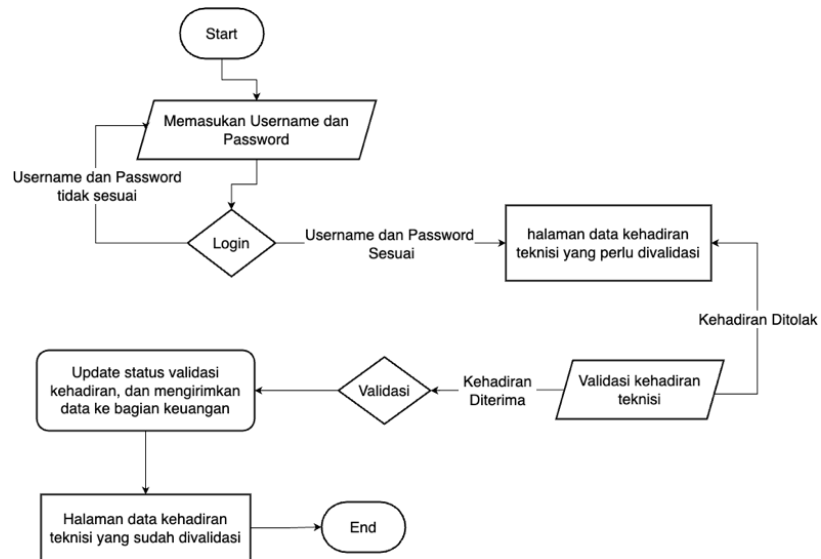 Start
Memasukan Username dan
Password
Username dan Password
tidak sesuai
Login
Username dan Password
Sesuai
halaman data kehadiran
teknisi yang perlu divalidasi
Kehadiran Ditolak
Validasi kehadiran
teknisi
Kehadiran
Diterima
Validasi
Update status validasi
kehadiran, dan mengirimkan
data ke bagian keuangan
Halaman data kehadiran
teknisi yang sudah divalidasi
End